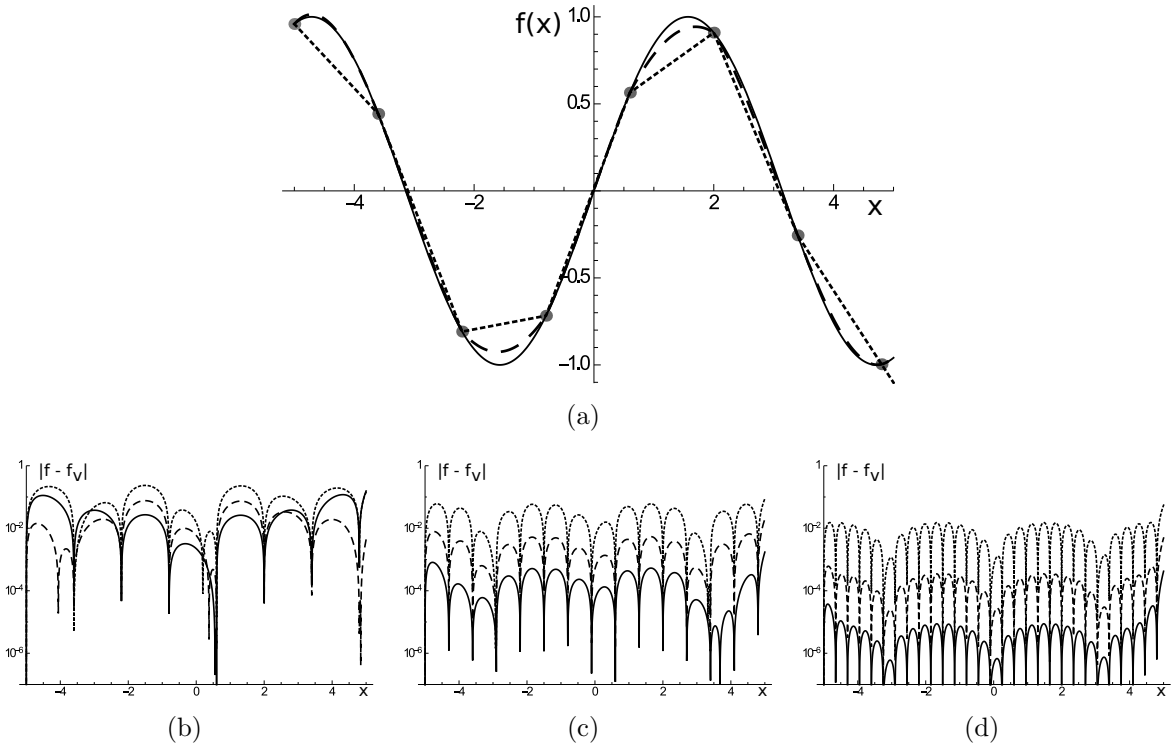 f(x)
1.0
0.5
−4
−2
2
4
x
−0.5
−1.0
(a)
|f - f_v|
1
10⁻²
10⁻⁴
10⁻⁶
−4
−2
0
2
4
x
(b)
|f - f_v|
1
10⁻²
10⁻⁴
10⁻⁶
−4
−2
0
2
4
x
(c)
|f - f_v|
1
10⁻²
10⁻⁴
10⁻⁶
−4
−2
0
2
4
x
(d)